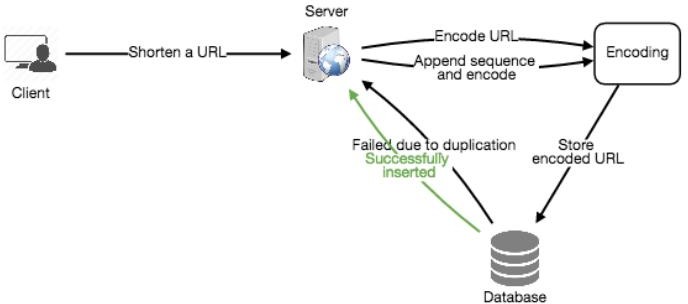 Server
Shorten a URL
Client
Encode URL
Append sequence
and encode
Encoding
Failed due to duplication
Successfully
inserted
Store
encoded URL
Database